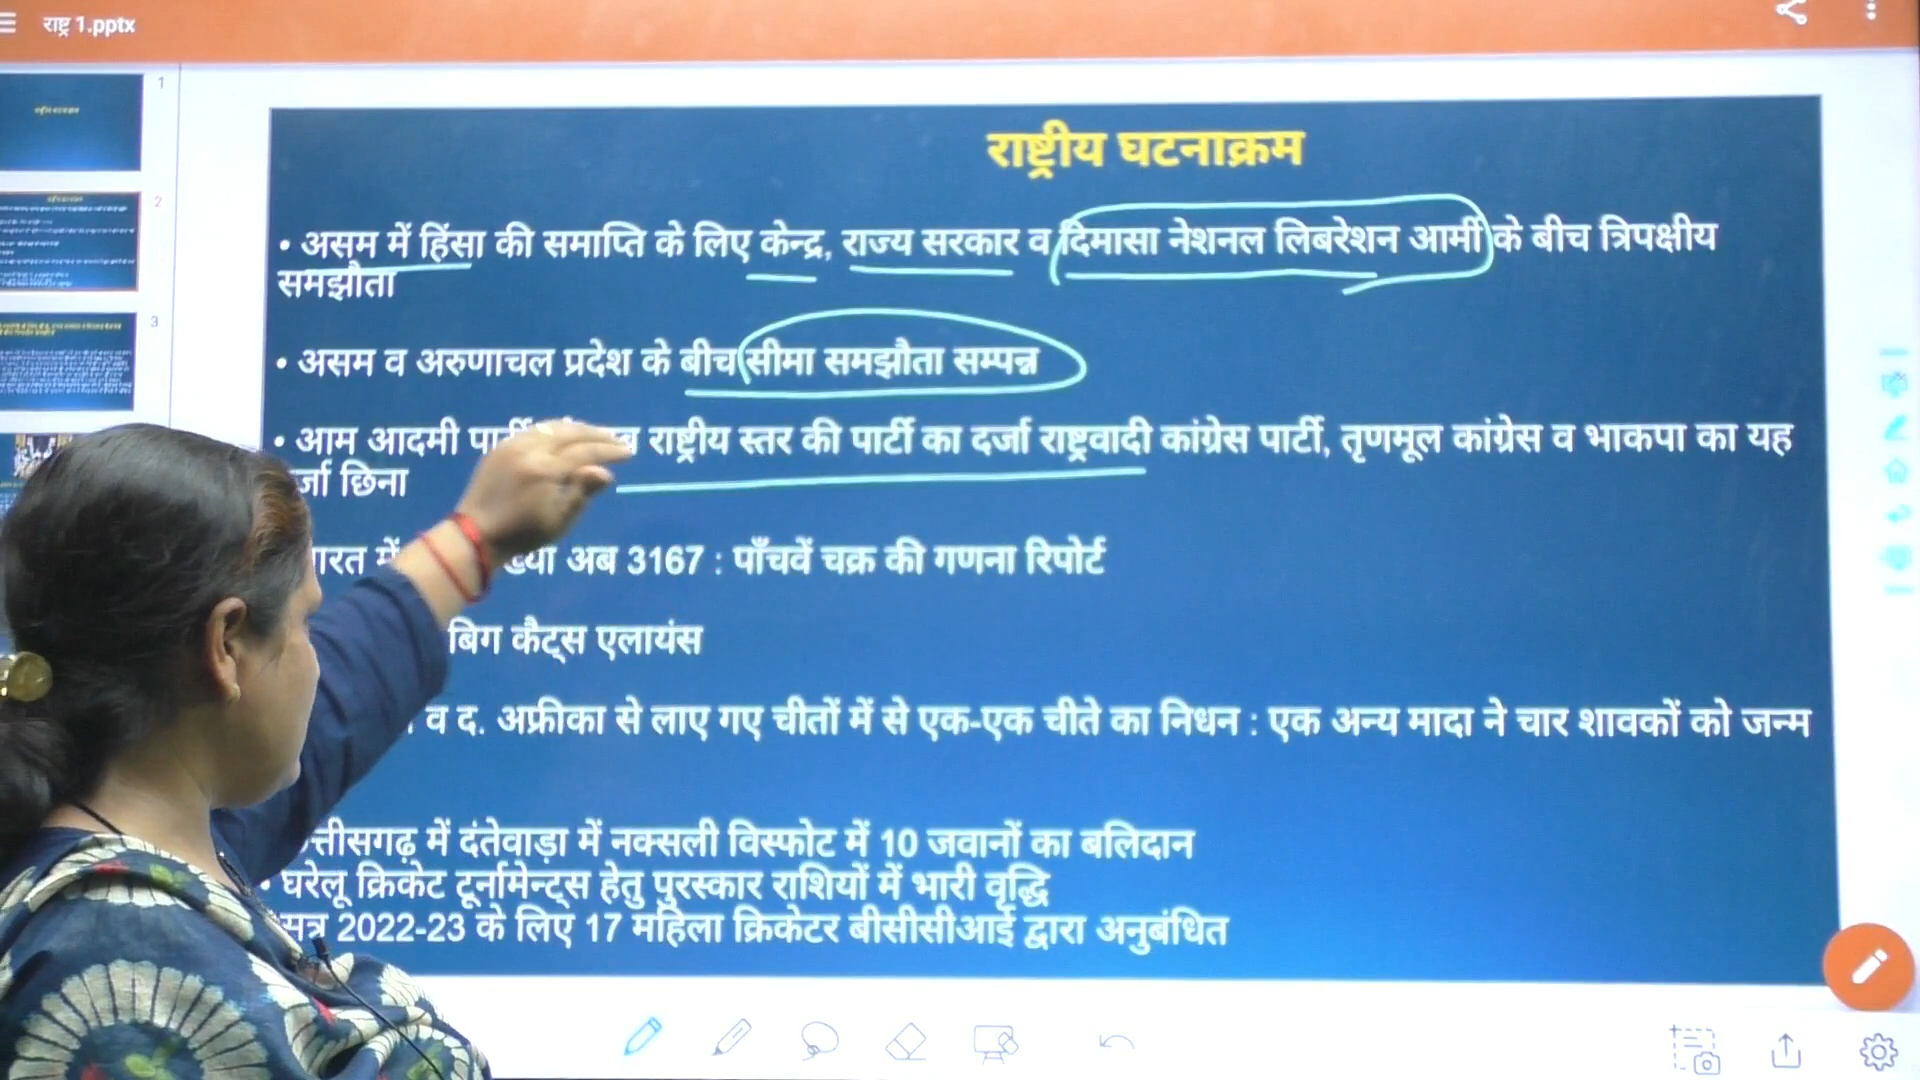 राष्ट्र 1.pptx
1
2
3
राष्ट्रीय घटनाक्रम
• असम में हिंसा की समाप्ति के लिए केन्द्र, राज्य सरकार व दिमासा नेशनल लिबरेशन आर्मी के बीच त्रिपक्षीय
समझौता
• असम व अरुणाचल प्रदेश के बीच सीमा समझौता सम्पन्न
• आम आदमी राष्ट्रीय स्तर की पार्टी का दर्जा राष्ट्रवादी कांग्रेस पार्टी, तृणमूल कांग्रेस व भाकपा का यह
छिना
अब 3167 : पाँचवें चक्र की गणना रिपोर्ट
बिग कैट्स एलायंस
व द. अफ्रीका से लाए गए चीतों में से एक-एक चीते का निधन : एक अन्य मादा ने चार शावकों को जन्म
में दंतेवाड़ा में नक्सली विस्फोट में 10 जवानों का बलिदान
• घरेलू क्रिकेट टूर्नामेन्ट्स हेतु पुरस्कार राशियों में भारी वृद्धि
सत्र 2022-23 के लिए 17 महिला क्रिकेटर बीसीसीआई द्वारा अनुबंधित